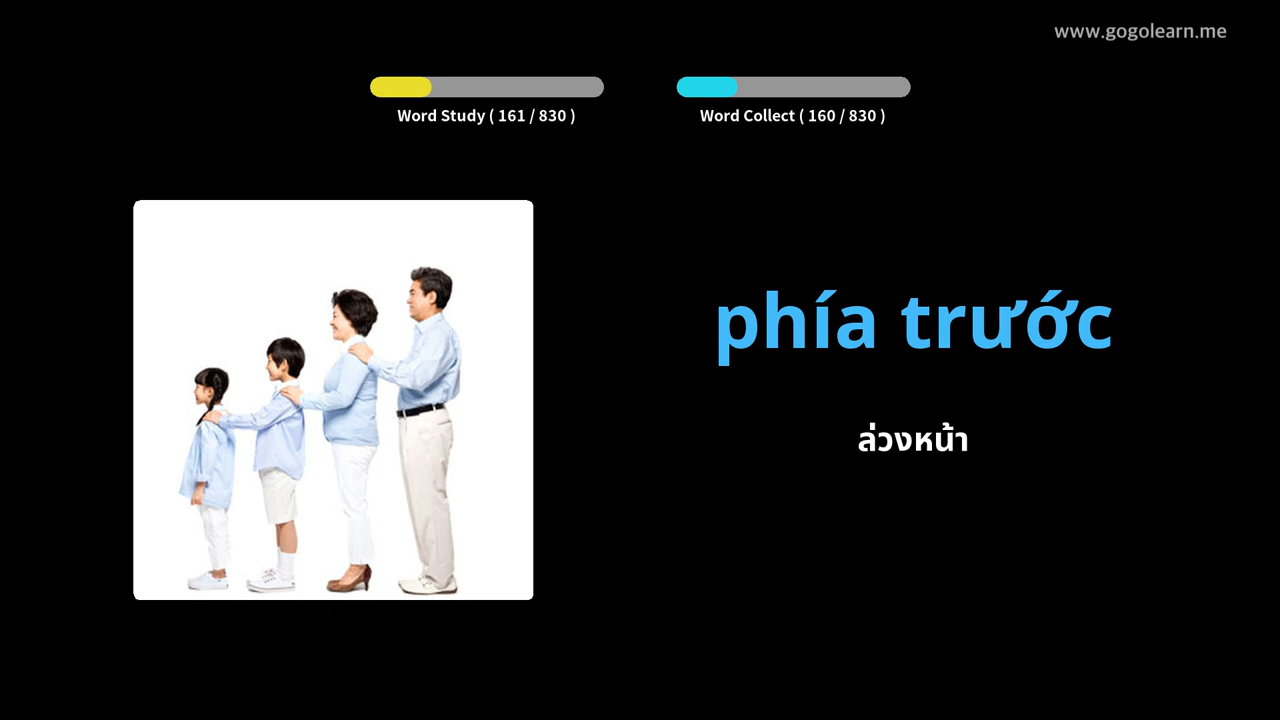 www.gogolearn.me
Word Study ( 161 / 830 )
Word Collect ( 160 / 830 )
phía trước
ล่วงหน้า